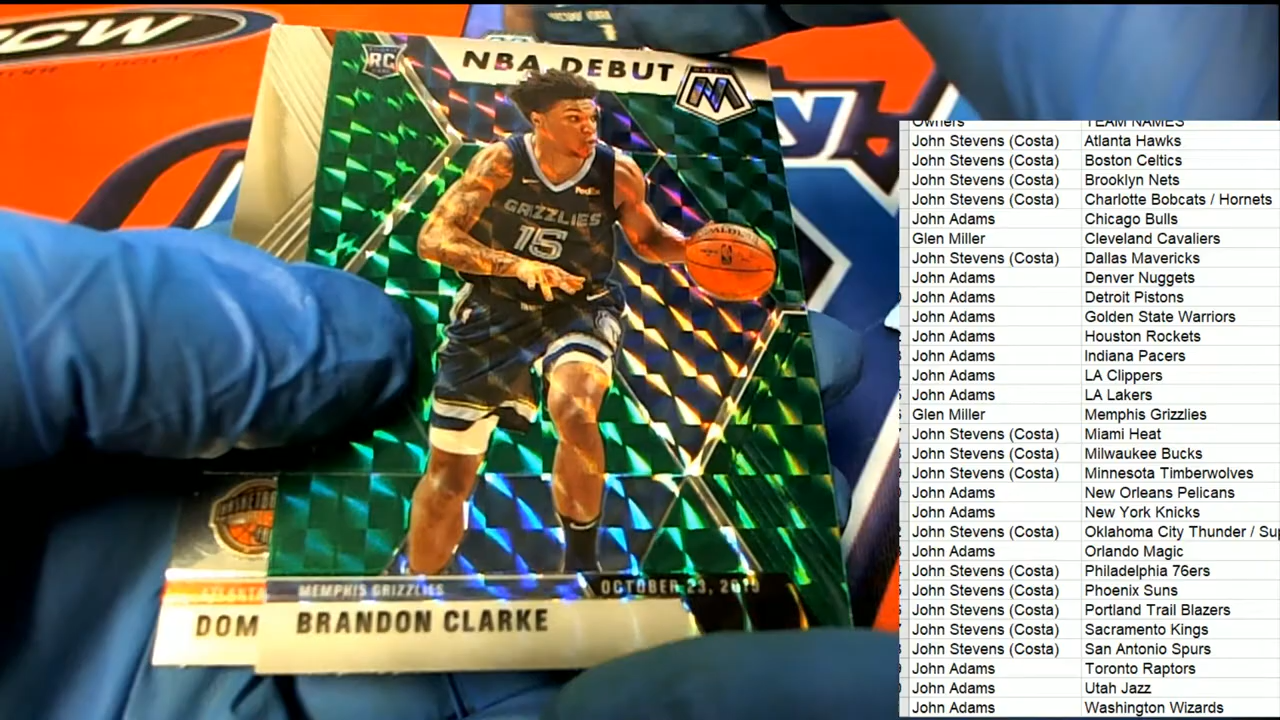 CW
NBA DEBUT
RC
FedEx
GRIZZLIES
15
SPALDING
MEMPHIS GRIZZLIES
OCTOBER 23, 2019
ATLANTA
DOM
BRANDON CLARKE
Owners TEAM NAMES
John Stevens (Costa) Atlanta Hawks
John Stevens (Costa) Boston Celtics
John Stevens (Costa) Brooklyn Nets
John Stevens (Costa) Charlotte Bobcats / Hornets
John Adams Chicago Bulls
Glen Miller Cleveland Cavaliers
John Stevens (Costa) Dallas Mavericks
John Adams Denver Nuggets
John Adams Detroit Pistons
John Adams Golden State Warriors
John Adams Houston Rockets
John Adams Indiana Pacers
John Adams LA Clippers
John Adams LA Lakers
Glen Miller Memphis Grizzlies
John Stevens (Costa) Miami Heat
John Stevens (Costa) Milwaukee Bucks
John Stevens (Costa) Minnesota Timberwolves
John Adams New Orleans Pelicans
John Adams New York Knicks
John Stevens (Costa) Oklahoma City Thunder / Su
John Adams Orlando Magic
John Stevens (Costa) Philadelphia 76ers
John Stevens (Costa) Phoenix Suns
John Stevens (Costa) Portland Trail Blazers
John Stevens (Costa) Sacramento Kings
John Stevens (Costa) San Antonio Spurs
John Adams Toronto Raptors
John Adams Utah Jazz
John Adams Washington Wizards